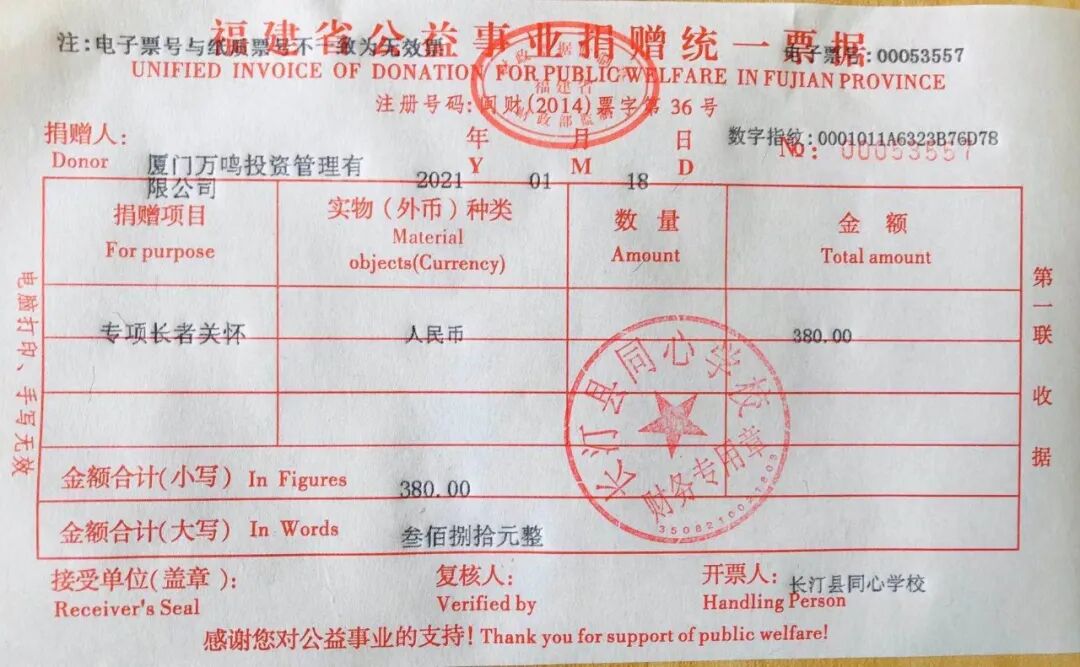 福建省公益事业捐赠统一票据
注:电子票号与纸质票号不一致为无效票
电子票号:00053557
UNIFIED INVOICE OF DONATION FOR PUBLIC WELFARE IN FUJIAN PROVINCE
福建省
财政部监制
注册号码:闽财(2014)票字第36号
捐赠人: 年 月 日 数字指纹:0001011A6323B76D78
Donor 厦门万鸣投资管理有限公司 Y M D No: 00053557
2021 01 18
捐赠项目 实物(外币)种类 数量 金额
For purpose Material objects(Currency) Amount Total amount
专项长者关怀 人民币 380.00
金额合计(小写) In Figures 380.00
金额合计(大写) In Words 叁佰捌拾元整
长汀县同心学校
财务专用章
3508210021803
接受单位(盖章): 复核人: 开票人: 长汀县同心学校
Receiver's Seal Verified by Handling Person
感谢您对公益事业的支持! Thank you for support of public welfare!
电脑打印、手写无效
第一联 收据